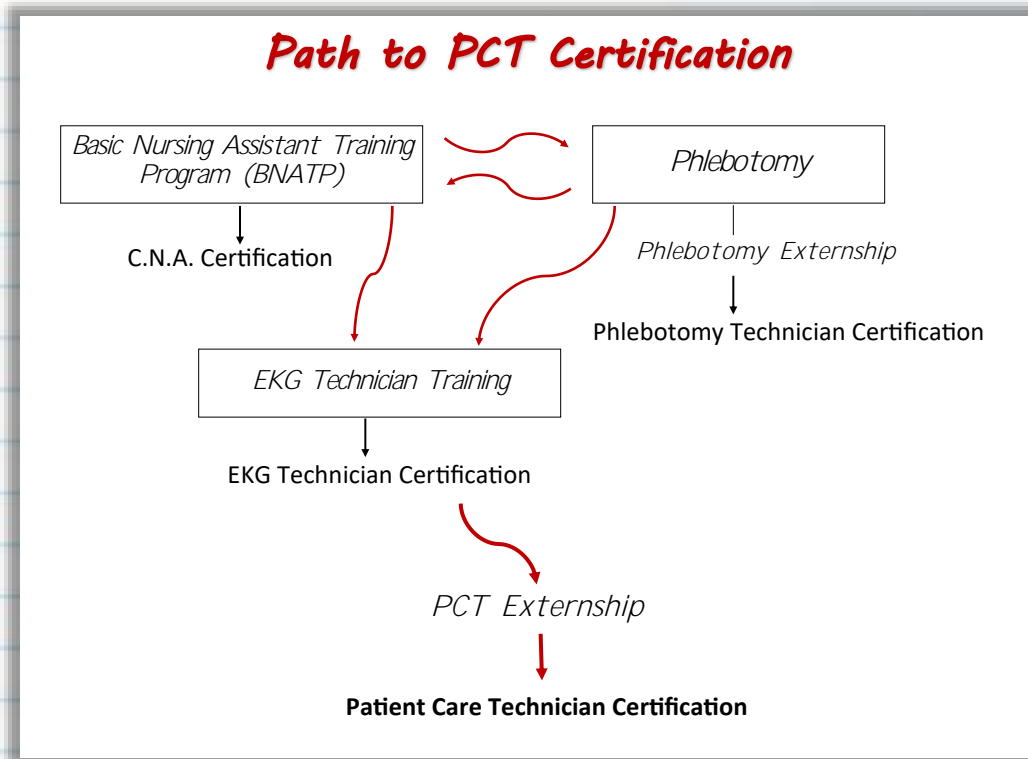 Path to PCT Certification
Basic Nursing Assistant Training
Program (BNATP)
Phlebotomy
C.N.A. Certification
Phlebotomy Externship
Phlebotomy Technician Certification
EKG Technician Training
EKG Technician Certification
PCT Externship
Patient Care Technician Certification